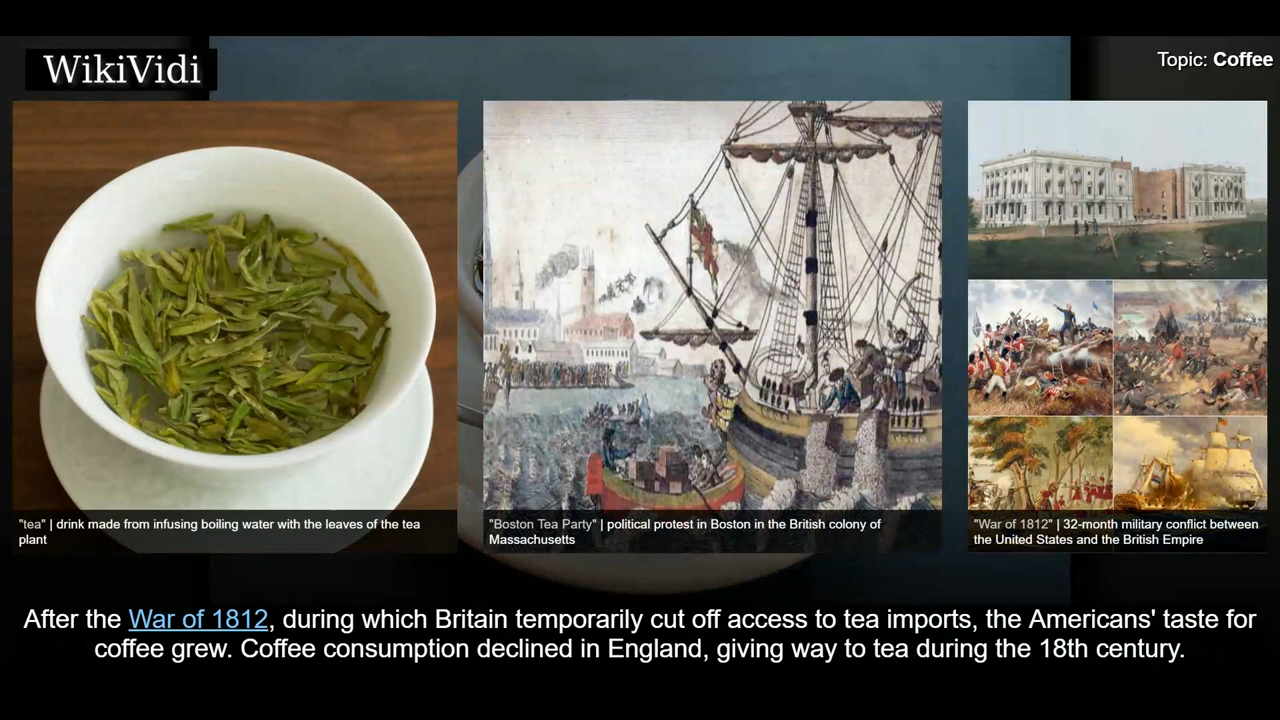 WikiVidi
Topic: Coffee
"tea" | drink made from infusing boiling water with the leaves of the tea
plant
"Boston Tea Party" | political protest in Boston in the British colony of
Massachusetts
"War of 1812" | 32-month military conflict between
the United States and the British Empire
After the War of 1812, during which Britain temporarily cut off access to tea imports, the Americans' taste for
coffee grew. Coffee consumption declined in England, giving way to tea during the 18th century.